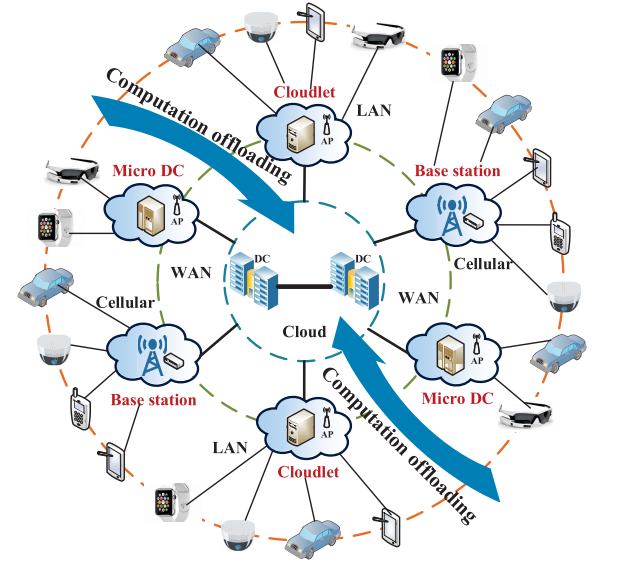 Cloudlet
Computation offloading
LAN
AP
Micro DC
Base station
AP
DC
DC
WAN
Cellular
WAN
Cellular
Cloud
AP
Base station
Micro DC
Computation offloading
AP
LAN
Cloudlet